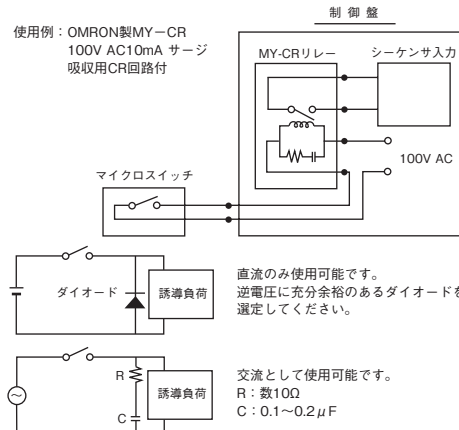 制 御 盤
使用例：OMRON製MY－CR
100V AC10mA サージ
吸収用CR回路付
MY-CRリレー
シーケンサ入力
100V AC
マイクロスイッチ
ダイオード
誘導負荷
直流のみ使用可能です。
逆電圧に充分余裕のあるダイオードを
選定してください。
R
C
誘導負荷
交流として使用可能です。
R：数10Ω
C：0.1～0.2μF